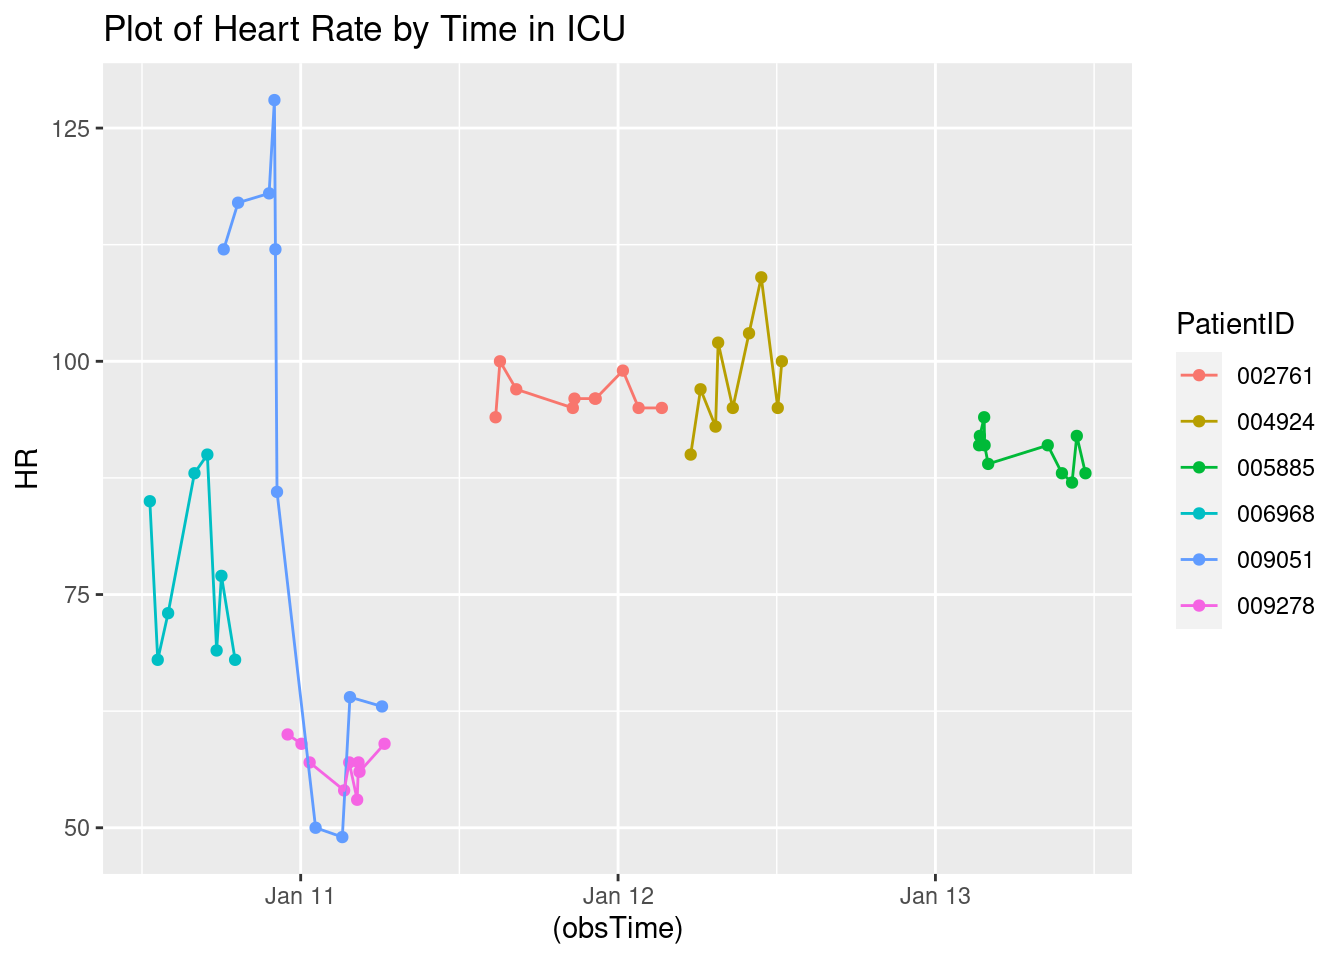 Plot of Heart Rate by Time in ICU
HR
125
100
75
50
Jan 11
Jan 12
Jan 13
(obsTime)
PatientID
002761
004924
005885
006968
009051
009278